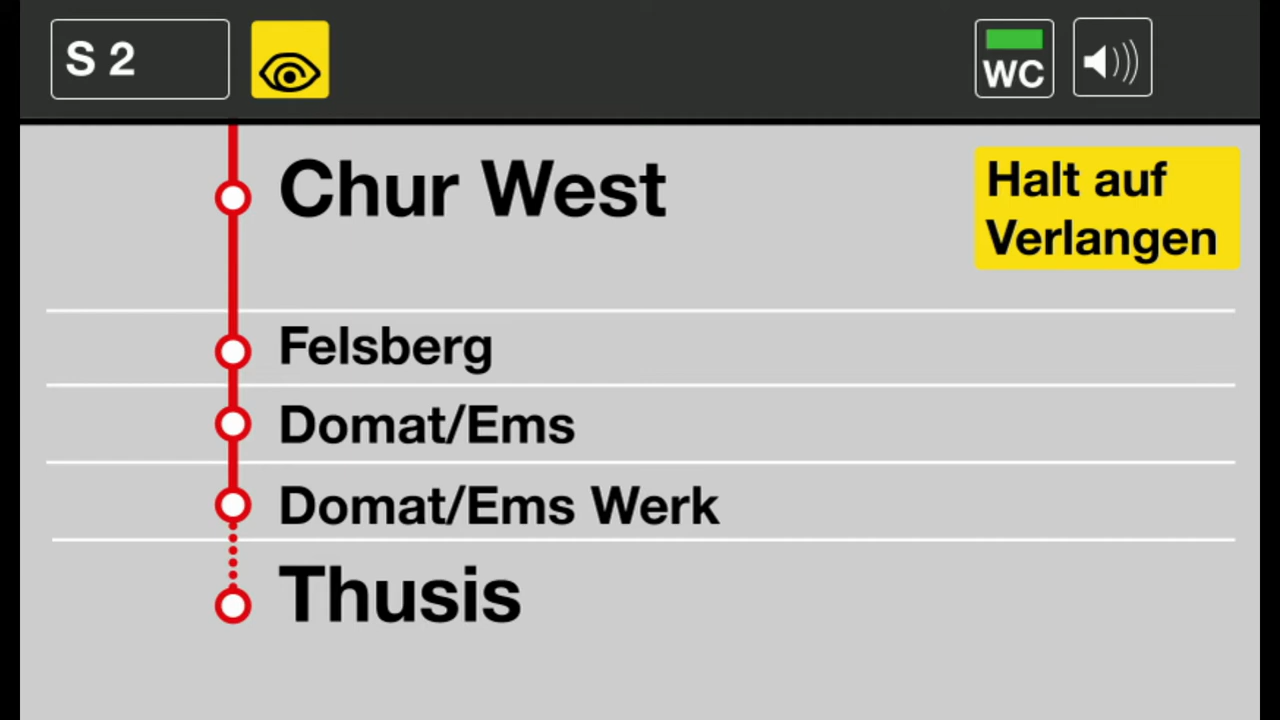 S 2
WC
Chur West
Halt auf
Verlangen
Felsberg
Domat/Ems
Domat/Ems Werk
Thusis